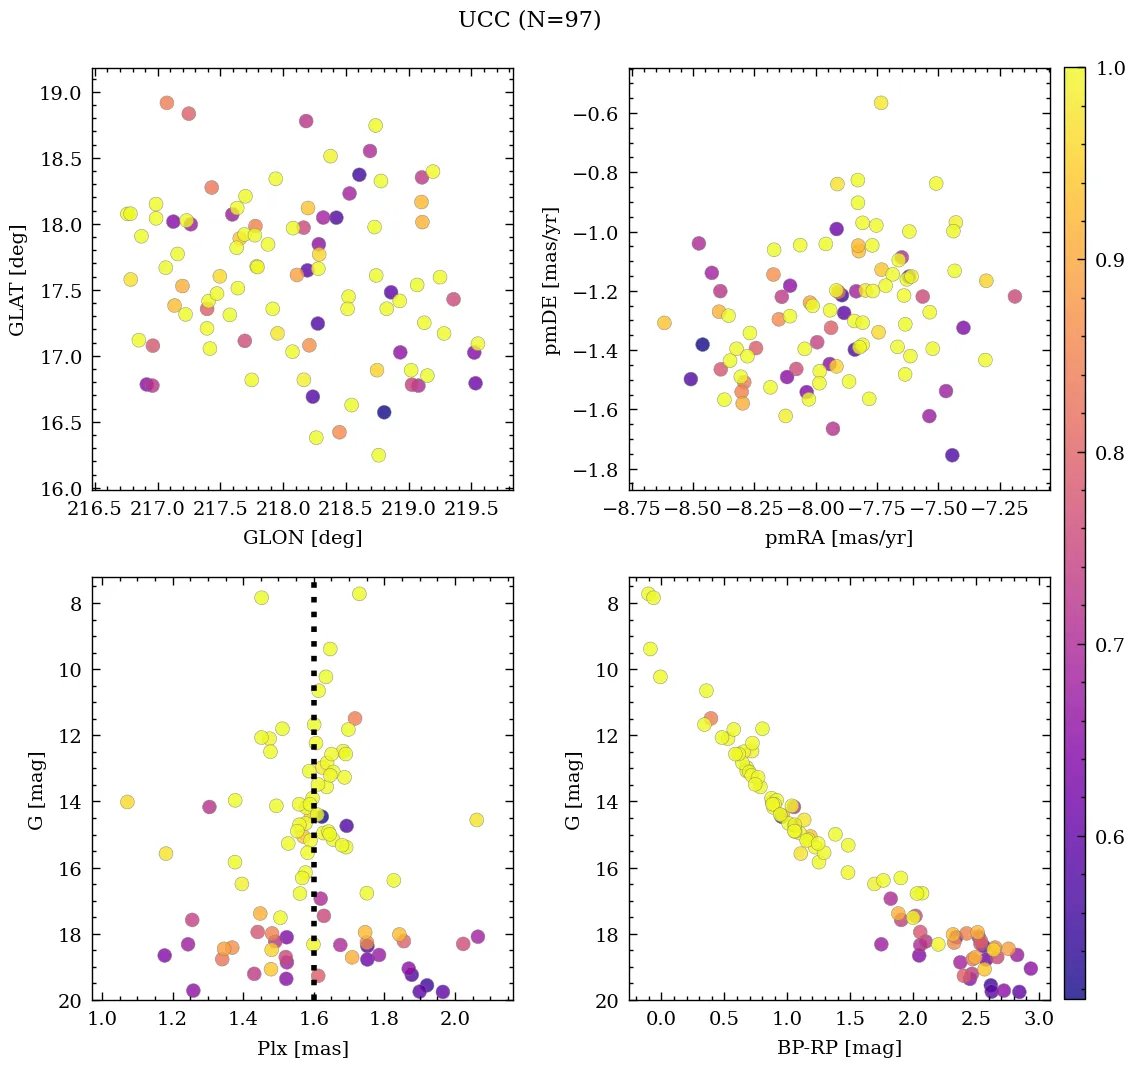 UCC (N=97)
19.0
18.5
18.0
17.5
17.0
16.5
16.0
GLAT [deg]
216.5 217.0 217.5 218.0 218.5 219.0 219.5
GLON [deg]
−0.6
−0.8
−1.0
−1.2
−1.4
−1.6
−1.8
pmDE [mas/yr]
−8.75 −8.50 −8.25 −8.00 −7.75 −7.50 −7.25
pmRA [mas/yr]
1.0
0.9
0.8
0.7
0.6
8
10
12
14
16
18
20
G [mag]
1.0 1.2 1.4 1.6 1.8 2.0
Plx [mas]
8
10
12
14
16
18
20
G [mag]
0.0 0.5 1.0 1.5 2.0 2.5 3.0
BP-RP [mag]